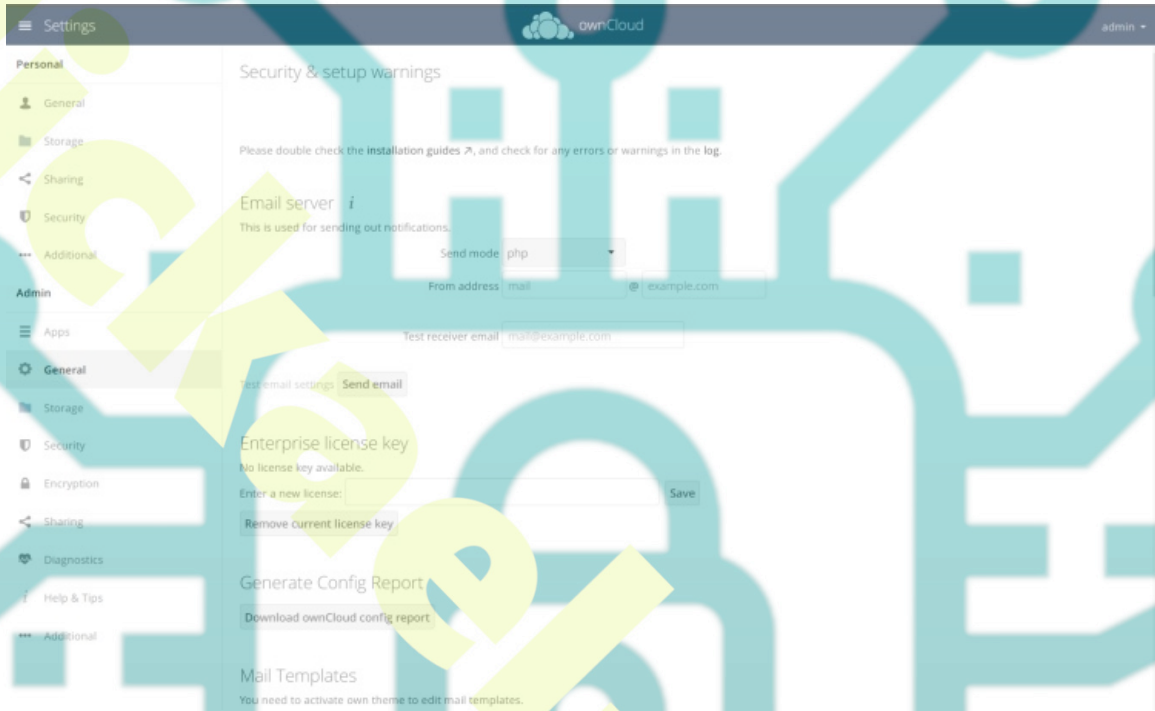 Settings
ownCloud
admin
Personal
General
Storage
Sharing
Security
Additional
Admin
Apps
General
Storage
Security
Encryption
Sharing
Diagnostics
Help & Tips
Additional
Security & setup warnings
Please double check the installation guides ↗, and check for any errors or warnings in the log.
Email server i
This is used for sending out notifications.
Send mode php
From address mail @ example.com
Test receiver email mail@example.com
Test email settings Send email
Enterprise license key
No license key available.
Enter a new license: Save
Remove current license key
Generate Config Report
Download ownCloud config report
Mail Templates
You need to activate own theme to edit mail templates.